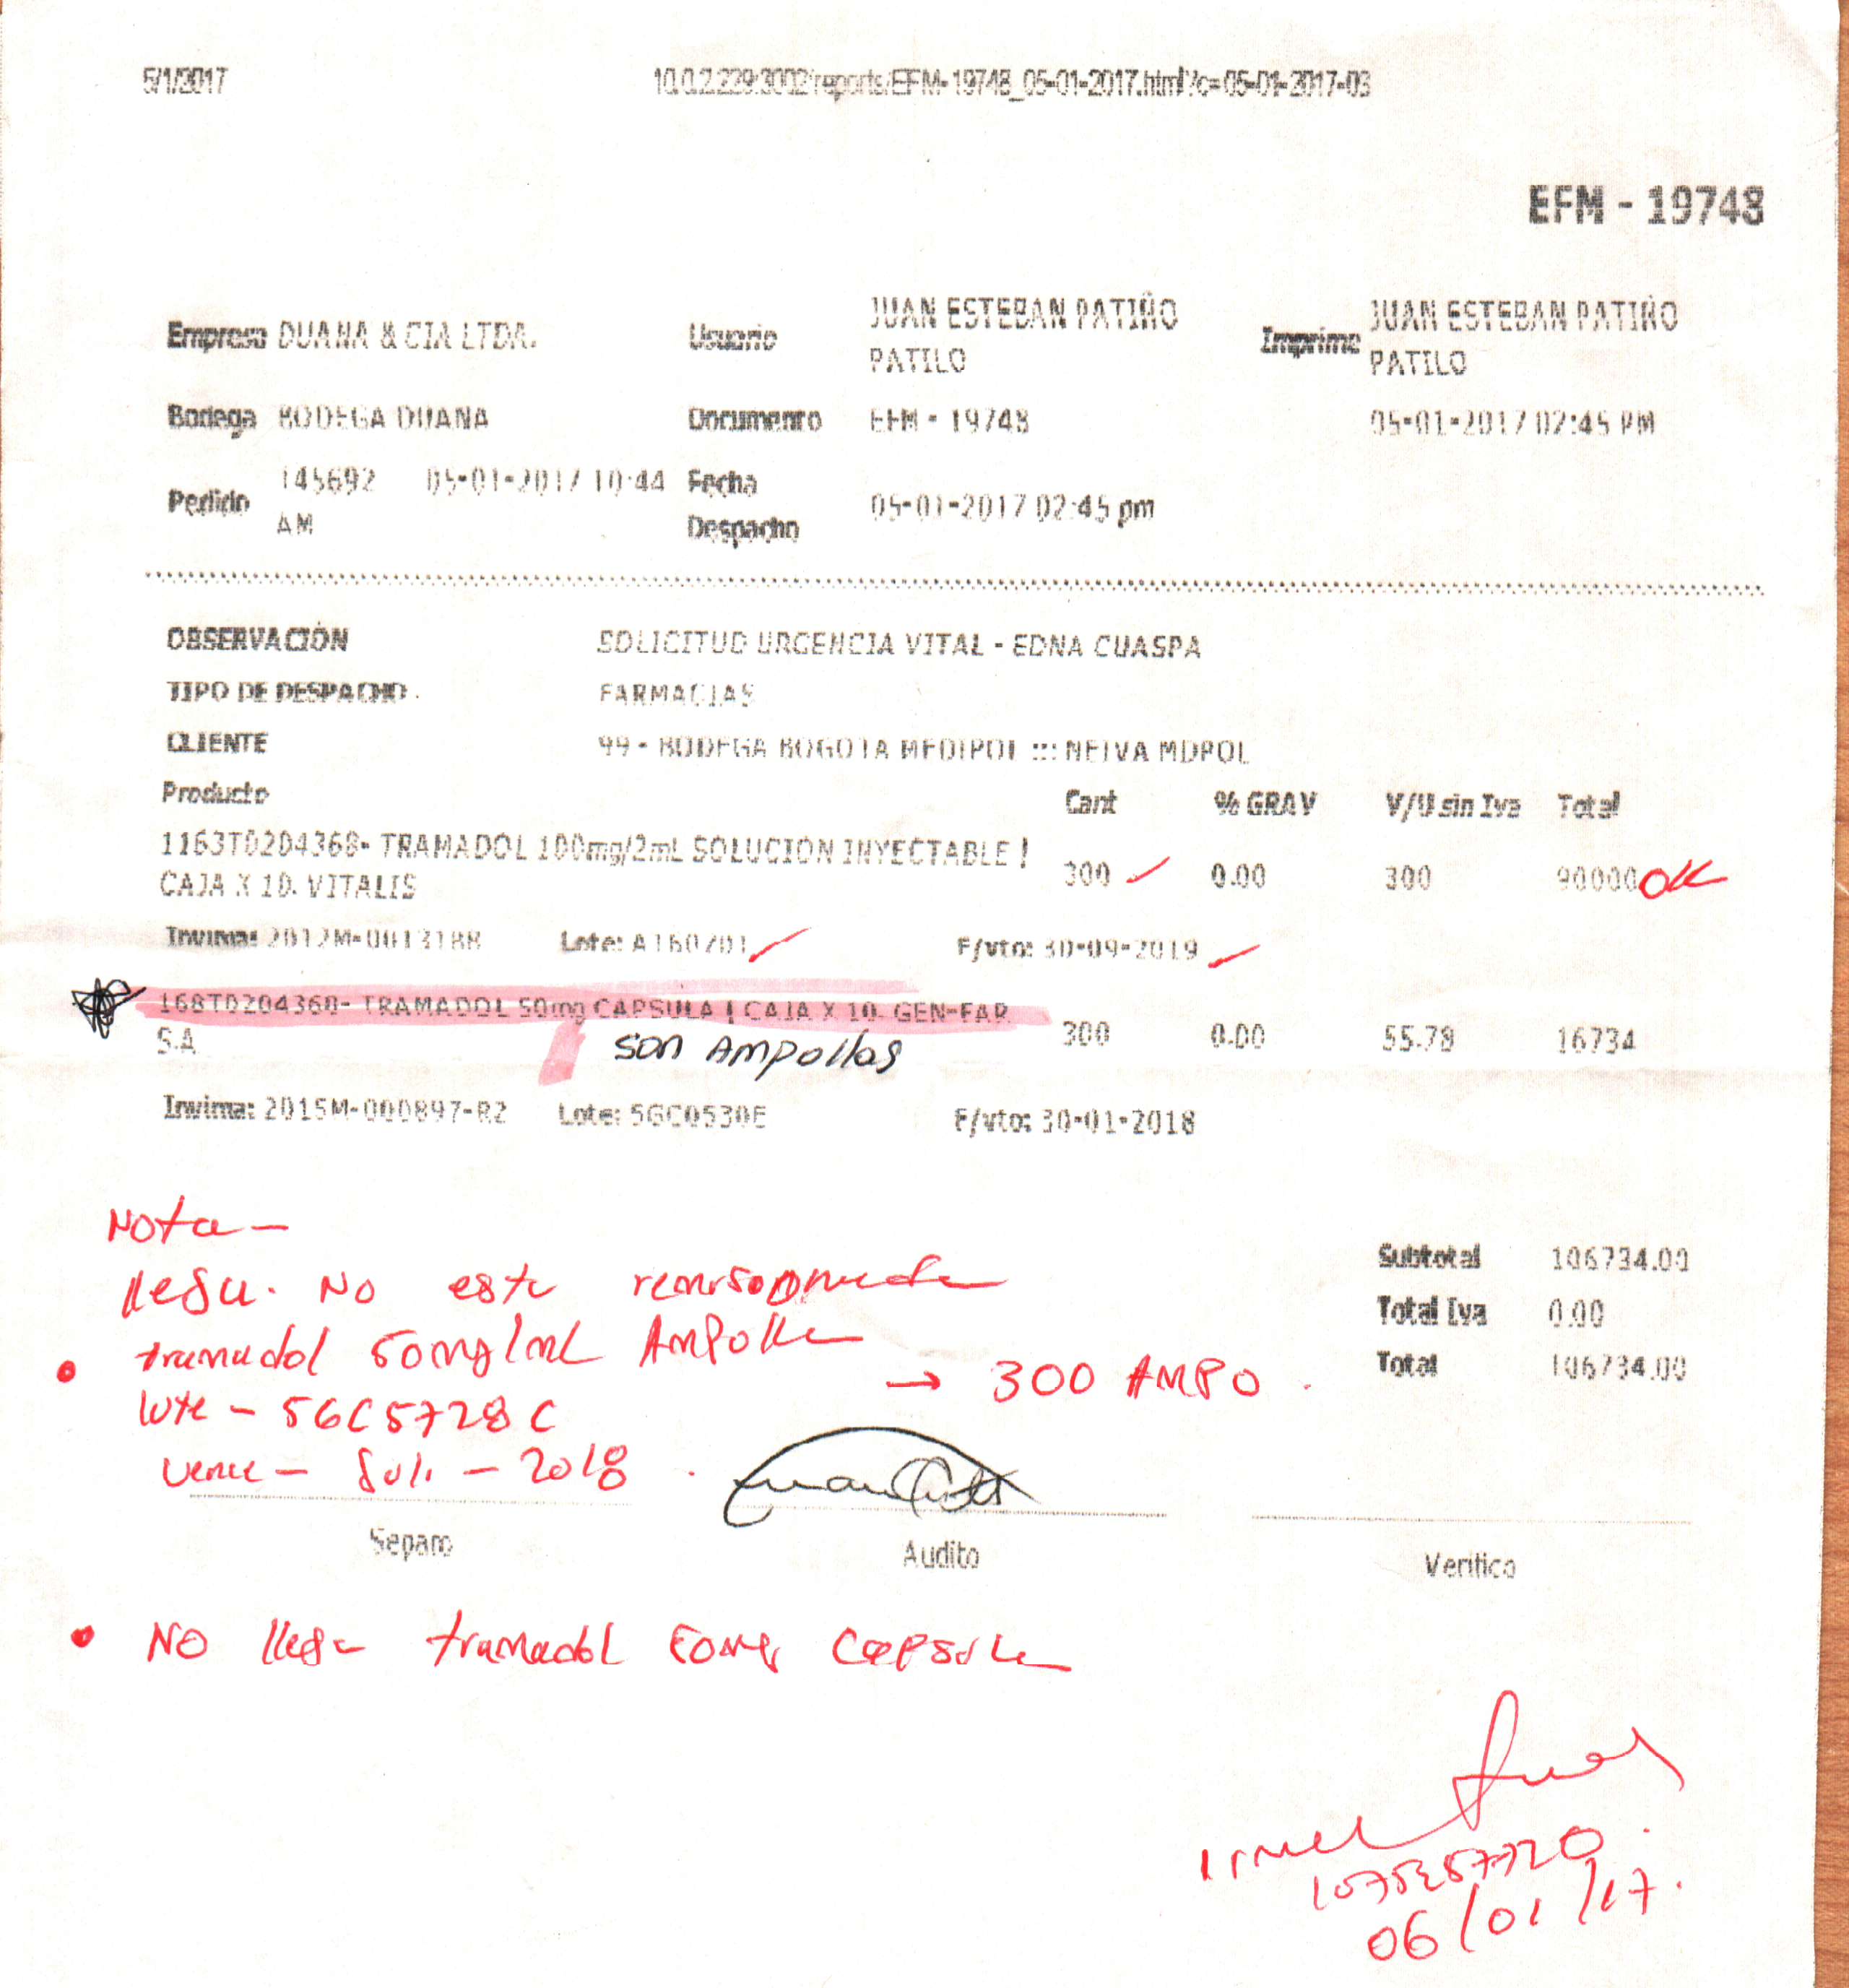 5/1/2017 10.0.2.229:3002/reports/EFM-19748_05-01-2017.html?c=05-01-2017-03
EFM - 19748
Empresa DUANA & CIA LTDA. Usuario JUAN ESTEBAN PATIÑO PATILO Imprime JUAN ESTEBAN PATIÑO PATILO
Bodega BODEGA DUANA Documento EFM - 19748 05-01-2017 02:45 PM
Pedido 145692 05-01-2017 10:44 AM Fecha Despacho 05-01-2017 02:45 pm
OBSERVACIÓN SOLICITUD URGENCIA VITAL - EDNA CUASPA
TIPO DE DESPACHO. FARMACIAS
CLIENTE 99 - BODEGA BOGOTA MEDIPOL ::: NEIVA MDPOL
Producto Cant % GRAV V/U sin Iva Total
1163T0204368- TRAMADOL 100mg/2mL SOLUCION INYECTABLE |
CAJA X 10. VITALIS 300 0.00 300 90000 OK
Invima: 2012M-0013188 Lote: A160701 F/vto: 30-09-2019
168T0204360- TRAMADOL 50mg CAPSULA | CAJA X 10. GEN-FAR
S.A 300 0.00 55.78 16734
son Ampollas
Invima: 2015M-000897-R2 Lote: 5GC0530E F/vto: 30-01-2018
Nota -
llega. No esta remisionada
tramadol 50mg/mL Ampolla
→ 300 AMPO.
lote - 56C5728C
vence - Juli - 2018.
Subtotal 106734.00
Total Iva 0.00
Total 106734.00
Separo Audito Verifico
NO llega tramadol 50mg capsula
06/01/17.